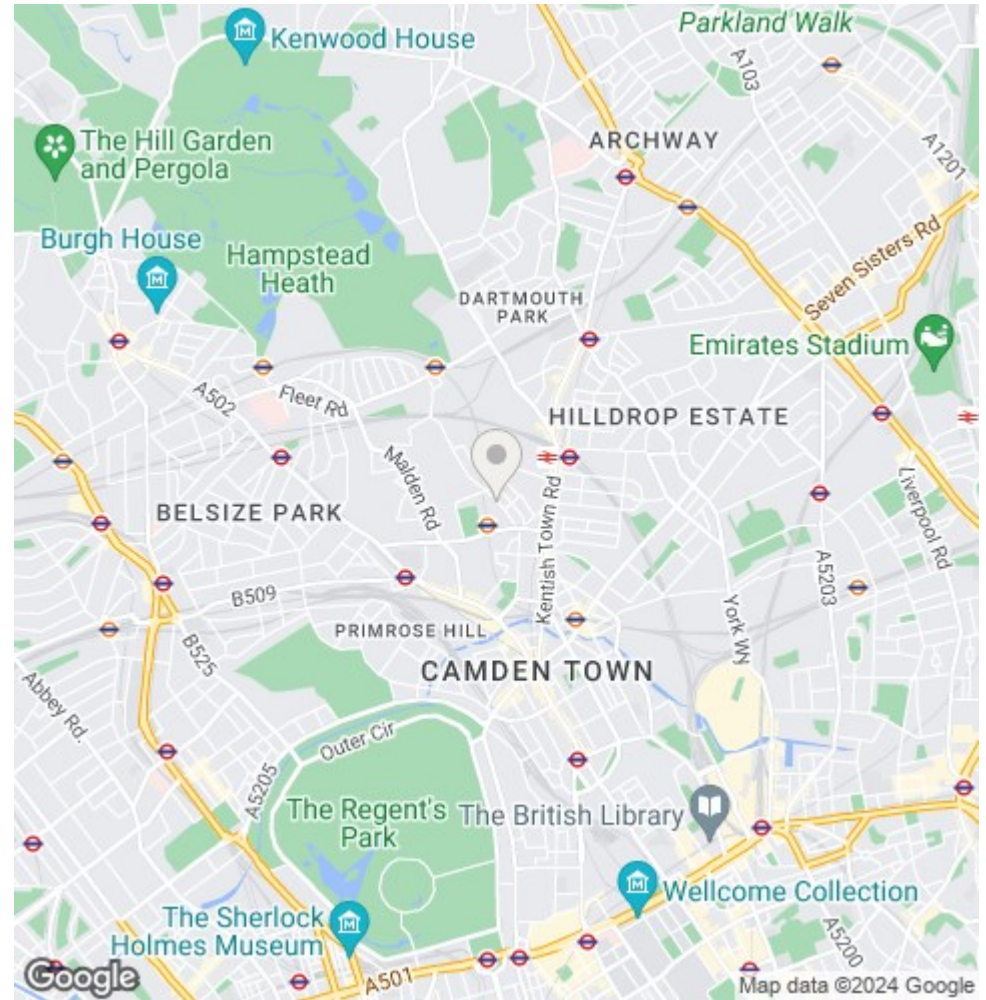 Parkland Walk
Kenwood House
A103
The Hill Garden
and Pergola
ARCHWAY
A1201
Burgh House
Hampstead
Heath
Seven Sisters Rd
DARTMOUTH
PARK
Emirates Stadium
A502
Fleet Rd
HILLDROP ESTATE
Malden Rd
Liverpool Rd
BELSIZE PARK
Kentish Town Rd
A5203
B509
York Wy
PRIMROSE HILL
B525
CAMDEN TOWN
Abbey Rd.
Outer Cir
A5205
The Regent's
Park
The British Library
Wellcome Collection
The Sherlock
Holmes Museum
A5200
A501
Google
Map data ©2024 Google